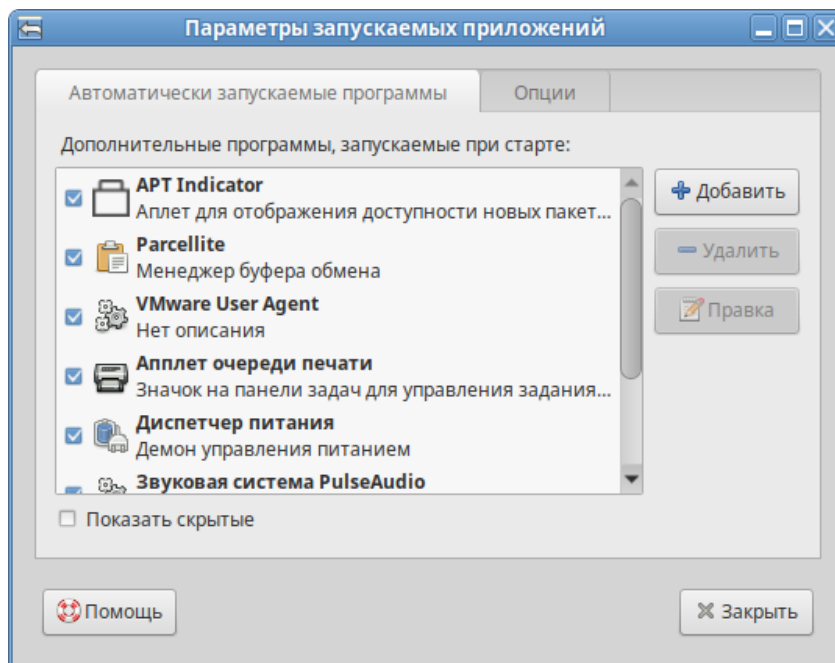 Параметры запускаемых приложений
Автоматически запускаемые программы
Опции
Дополнительные программы, запускаемые при старте:
APT Indicator
Аплет для отображения доступности новых пакет...
Parcellite
Менеджер буфера обмена
VMware User Agent
Нет описания
Апплет очереди печати
Значок на панели задач для управления задания...
Диспетчер питания
Демон управления питанием
Звуковая система PulseAudio
Добавить
Удалить
Правка
Показать скрытые
Помощь
Закрыть